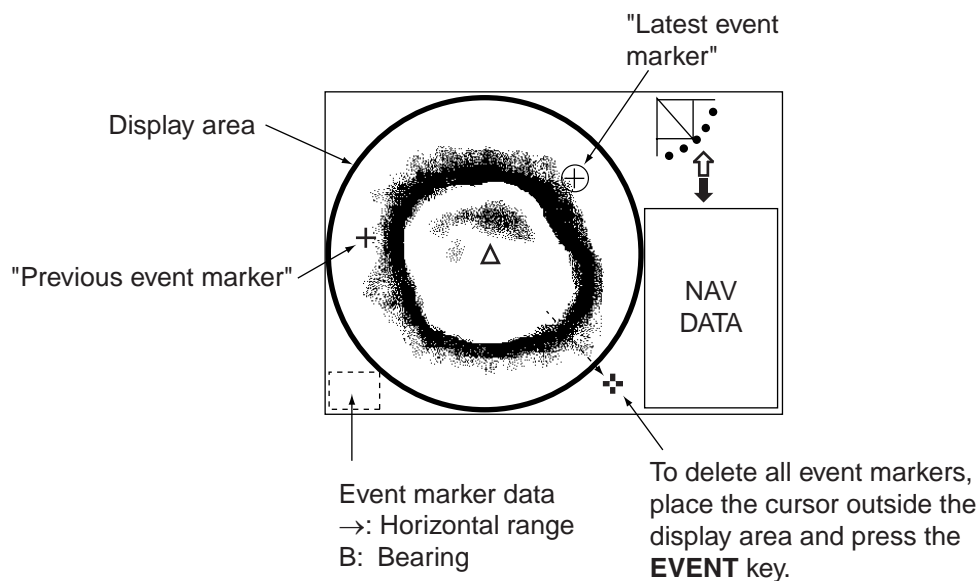 "Latest event
marker"
Display area
"Previous event marker"
NAV
DATA
Event marker data
→: Horizontal range
B: Bearing
To delete all event markers,
place the cursor outside the
display area and press the
EVENT key.